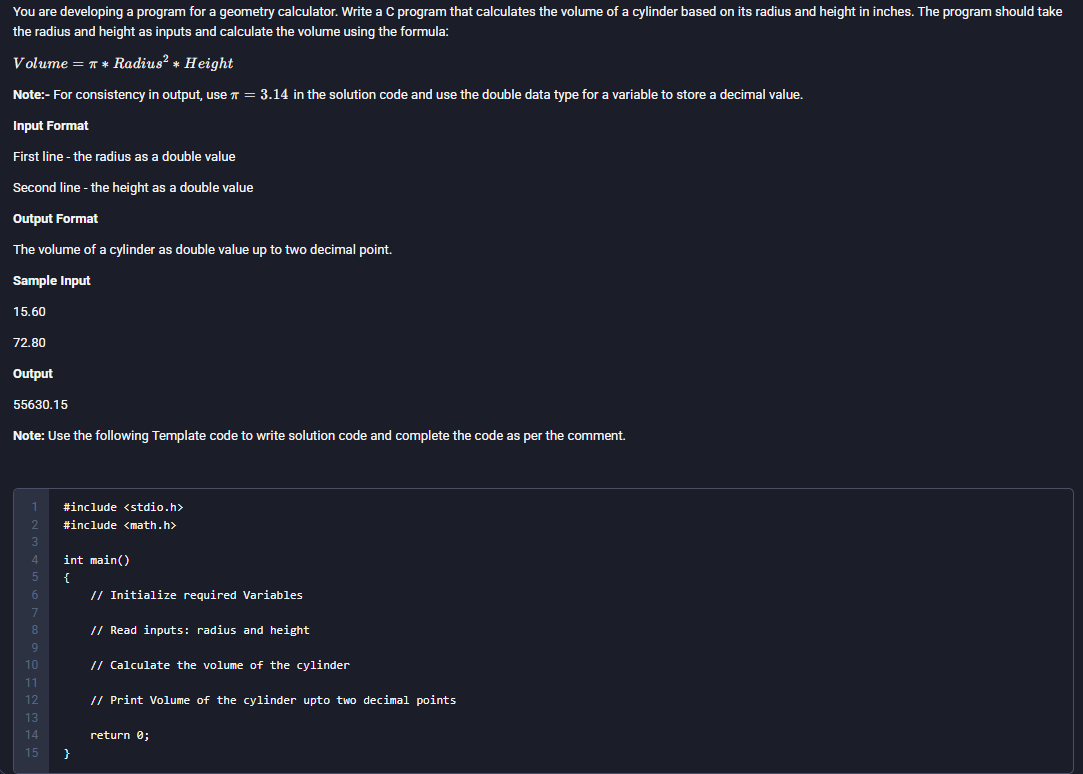 You are developing a program for a geometry calculator. Write a C program that calculates the volume of a cylinder based on its radius and height in inches. The program should take
the radius and height as inputs and calculate the volume using the formula:
Volume = π ∗ Radius² ∗ Height
Note:- For consistency in output, use π = 3.14 in the solution code and use the double data type for a variable to store a decimal value.
Input Format
First line - the radius as a double value
Second line - the height as a double value
Output Format
The volume of a cylinder as double value up to two decimal point.
Sample Input
15.60
72.80
Output
55630.15
Note: Use the following Template code to write solution code and complete the code as per the comment.
1 #include <stdio.h>
2 #include <math.h>
3
4 int main()
5 {
6 // Initialize required Variables
7
8 // Read inputs: radius and height
9
10 // Calculate the volume of the cylinder
11
12 // Print Volume of the cylinder upto two decimal points
13
14 return 0;
15 }